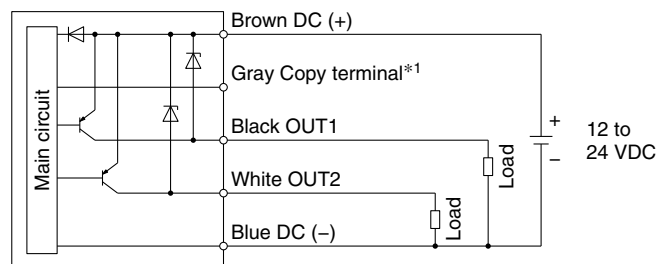 Brown DC (+)
Gray Copy terminal*1
Main circuit
Black OUT1
+
12 to
24 VDC
−
Load
White OUT2
Load
Blue DC (−)